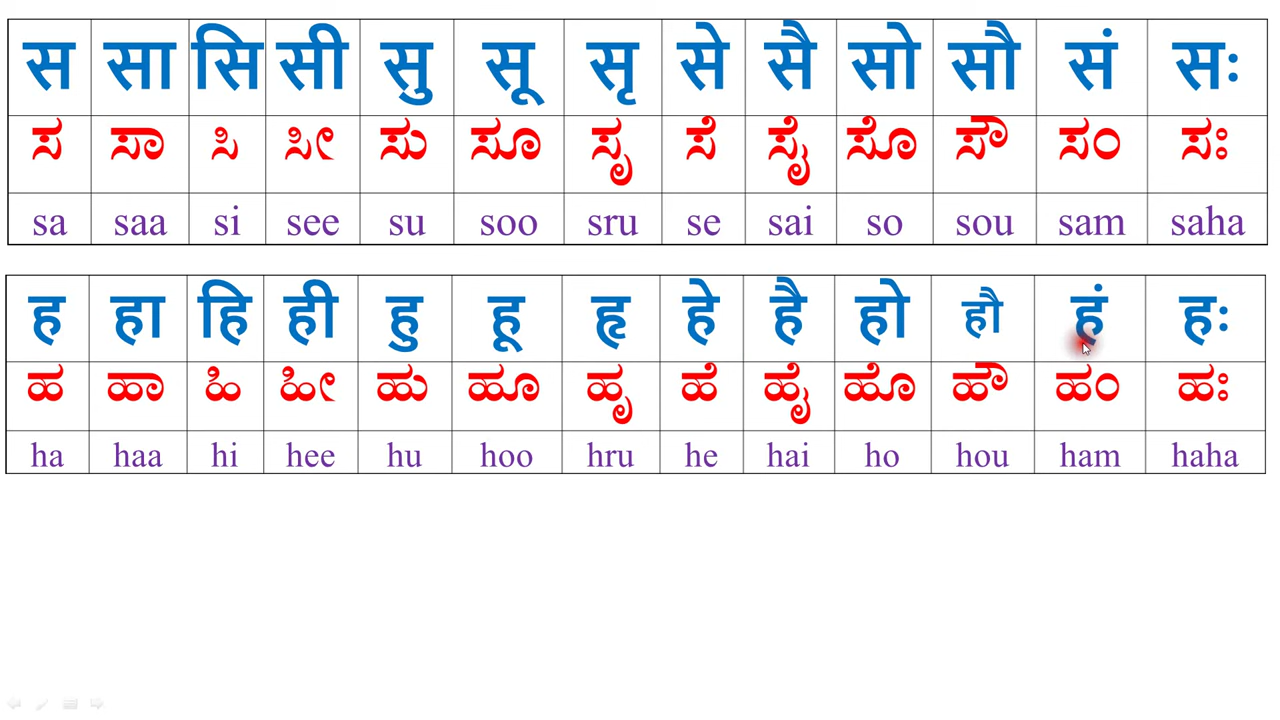 स सा सि सी सु सू सृ से सै सो सौ सं सः
ಸ ಸಾ ಸಿ ಸೀ ಸು ಸೂ ಸೃ ಸೆ ಸೈ ಸೊ ಸೌ ಸಂ ಸಃ
sa saa si see su soo sru se sai so sou sam saha
ह हा हि ही हु हू हृ हे है हो हौ हं हः
ಹ ಹಾ ಹಿ ಹೀ ಹು ಹೂ ಹೃ ಹೆ ಹೈ ಹೊ ಹೌ ಹಂ ಹಃ
ha haa hi hee hu hoo hru he hai ho hou ham haha